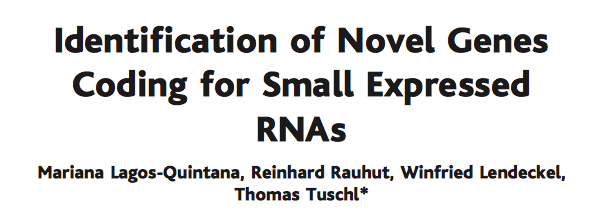 Identification of Novel Genes
Coding for Small Expressed
RNAs
Mariana Lagos-Quintana, Reinhard Rauhut, Winfried Lendeckel,
Thomas Tuschl*